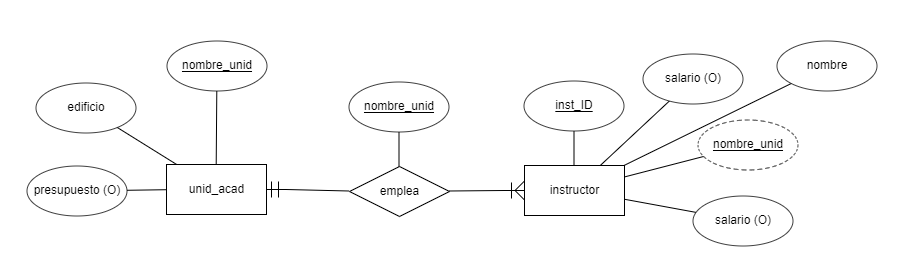 nombre_unid
salario (O)
nombre
edificio
nombre_unid
inst_ID
nombre_unid
presupuesto (O)
unid_acad
emplea
instructor
salario (O)